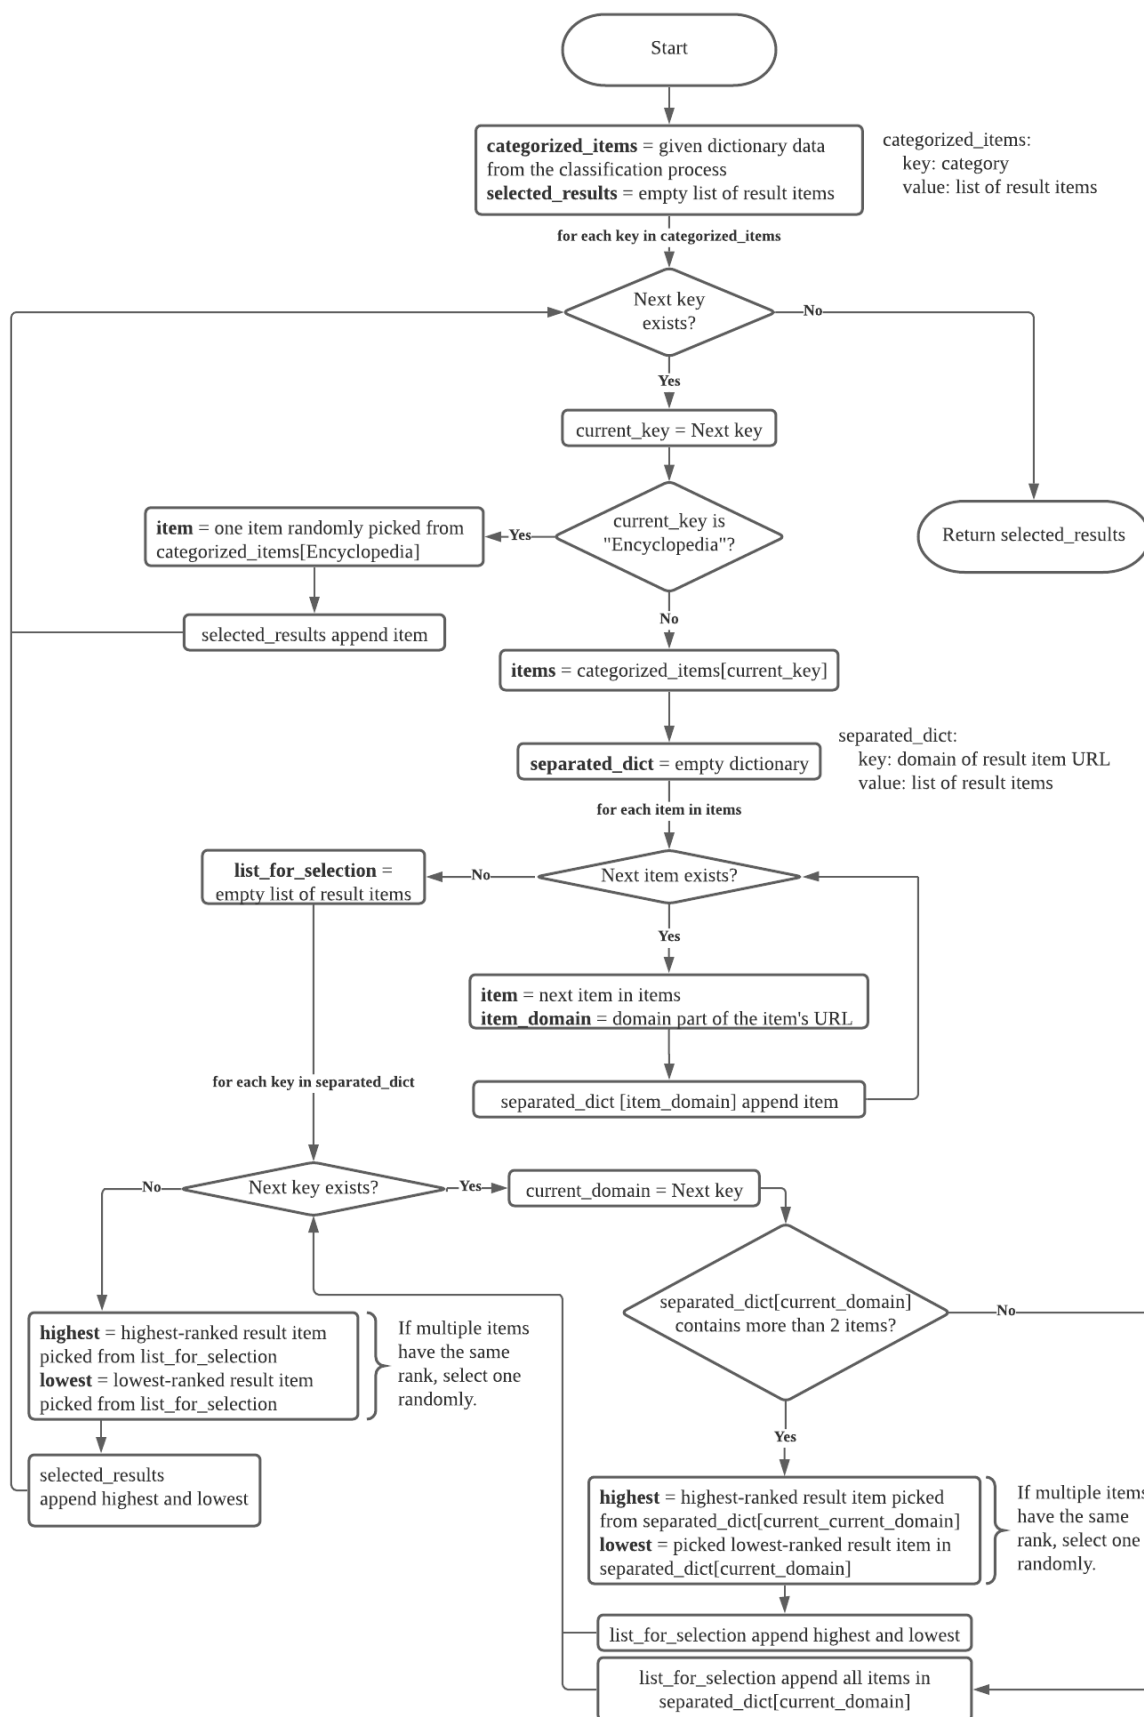 Start
categorized_items = given dictionary data
from the classification process
selected_results = empty list of result items
categorized_items:
key: category
value: list of result items
for each key in categorized_items
Next key
exists?
No
Yes
current_key = Next key
current_key is
"Encyclopedia"?
Yes
item = one item randomly picked from
categorized_items[Encyclopedia]
Return selected_results
selected_results append item
No
items = categorized_items[current_key]
separated_dict = empty dictionary
separated_dict:
key: domain of result item URL
value: list of result items
for each item in items
Next item exists?
No
list_for_selection =
empty list of result items
Yes
item = next item in items
item_domain = domain part of the item's URL
separated_dict [item_domain] append item
for each key in separated_dict
Next key exists?
No
Yes
current_domain = Next key
separated_dict[current_domain]
contains more than 2 items?
No
highest = highest-ranked result item
picked from list_for_selection
lowest = lowest-ranked result item
picked from list_for_selection
If multiple items
have the same
rank, select one
randomly.
selected_results
append highest and lowest
Yes
highest = highest-ranked result item picked
from separated_dict[current_current_domain]
lowest = picked lowest-ranked result item in
separated_dict[current_domain]
If multiple items
have the same
rank, select one
randomly.
list_for_selection append highest and lowest
list_for_selection append all items in
separated_dict[current_domain]